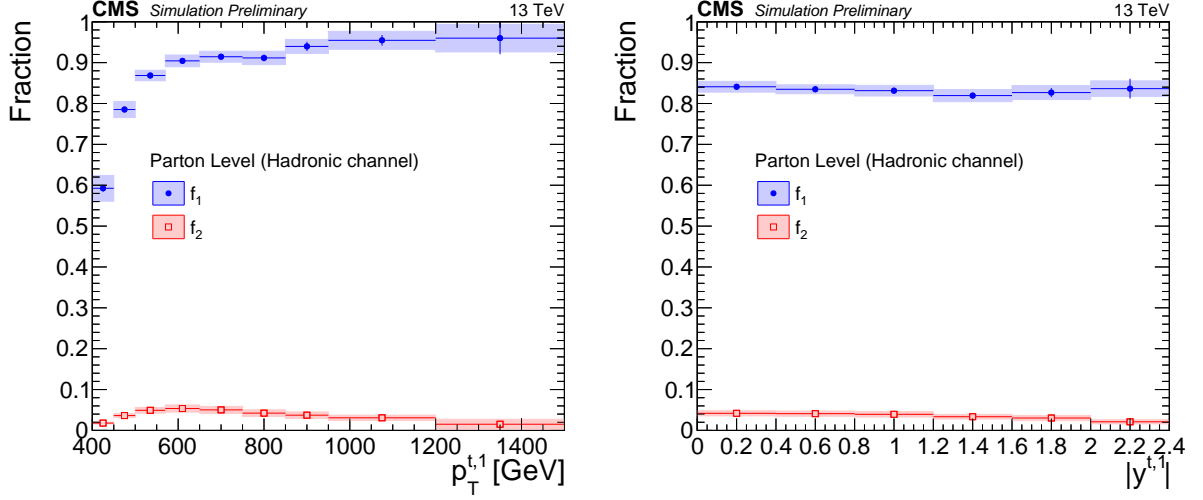 CMS Simulation Preliminary 13 TeV
Fraction
1
0.9
0.8
0.7
0.6
0.5
0.4
0.3
0.2
0.1
0
Parton Level (Hadronic channel)
f1
f2
400 600 800 1000 1200 1400
p_T^{t,1} [GeV]
CMS Simulation Preliminary 13 TeV
Fraction
1
0.9
0.8
0.7
0.6
0.5
0.4
0.3
0.2
0.1
0
Parton Level (Hadronic channel)
f1
f2
0 0.2 0.4 0.6 0.8 1 1.2 1.4 1.6 1.8 2 2.2 2.4
|y^{t,1}|